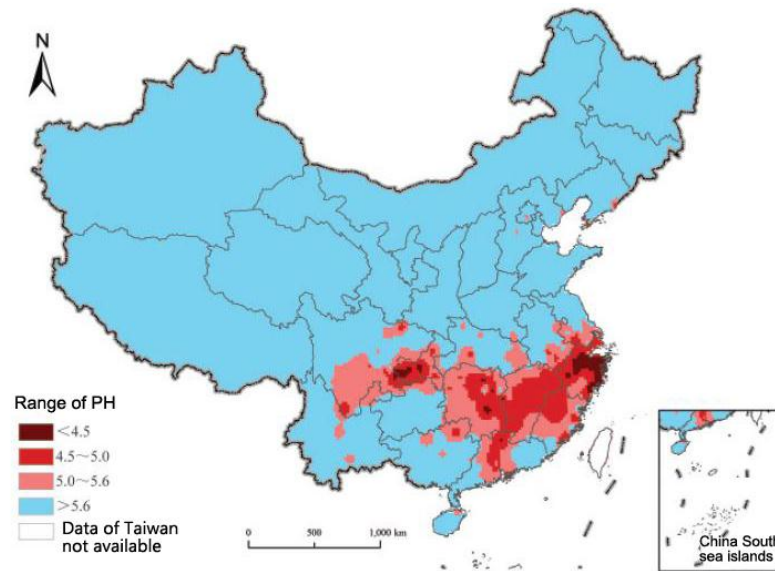 N
Range of PH
<4.5
4.5～5.0
5.0～5.6
>5.6
Data of Taiwan
not available
0 500 1,000 km
China South
sea islands